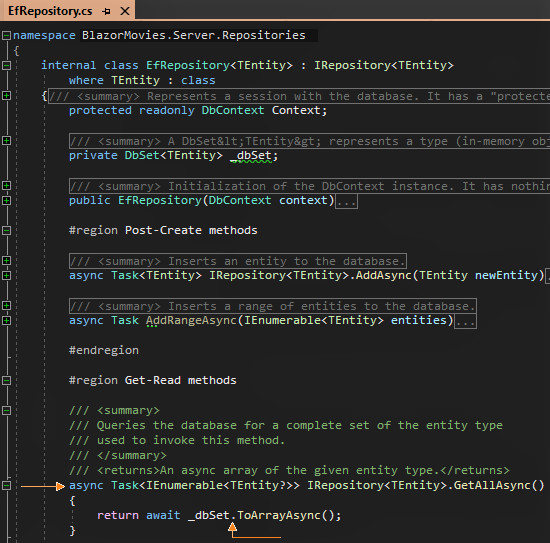 EfRepository.cs
namespace BlazorMovies.Server.Repositories
{
internal class EfRepository<TEntity> : IRepository<TEntity>
where TEntity : class
{/// <summary> Represents a session with the database. It has a "protecte
protected readonly DbContext Context;
/// <summary> A DbSet&lt;TEntity&gt; represents a type (in-memory obj
private DbSet<TEntity> _dbSet;
/// <summary> Initialization of the DbContext instance. It has nothin
public EfRepository(DbContext context)...
#region Post-Create methods
/// <summary> Inserts an entity to the database.
async Task<TEntity> IRepository<TEntity>.AddAsync(TEntity newEntity)
/// <summary> Inserts a range of entities to the database.
async Task AddRangeAsync(IEnumerable<TEntity> entities)...
#endregion
#region Get-Read methods
/// <summary>
/// Queries the database for a complete set of the entity type
/// used to invoke this method.
/// </summary>
/// <returns>An async array of the given entity type.</returns>
async Task<IEnumerable<TEntity?>> IRepository<TEntity>.GetAllAsync()
{
return await _dbSet.ToArrayAsync();
}